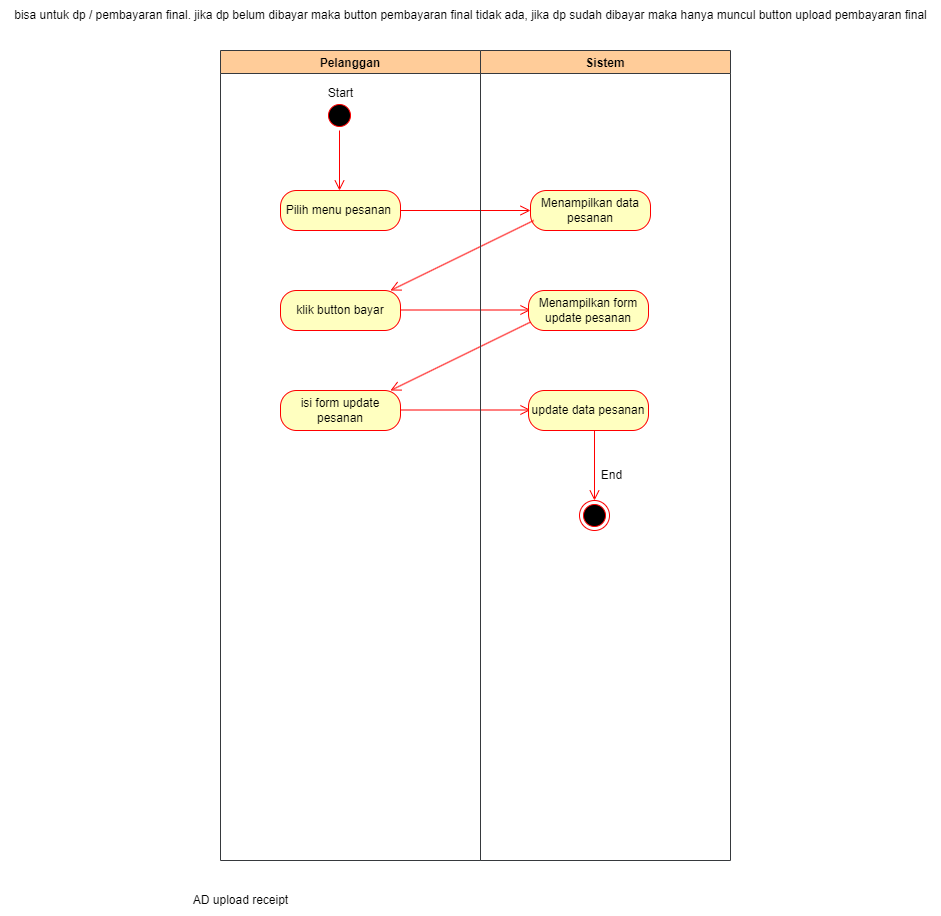 bisa untuk dp / pembayaran final. jika dp belum dibayar maka button pembayaran final tidak ada, jika dp sudah dibayar maka hanya muncul button upload pembayaran final
Pelanggan
Sistem
Start
Pilih menu pesanan
Menampilkan data
pesanan
klik button bayar
Menampilkan form
update pesanan
isi form update
pesanan
update data pesanan
End
AD upload receipt